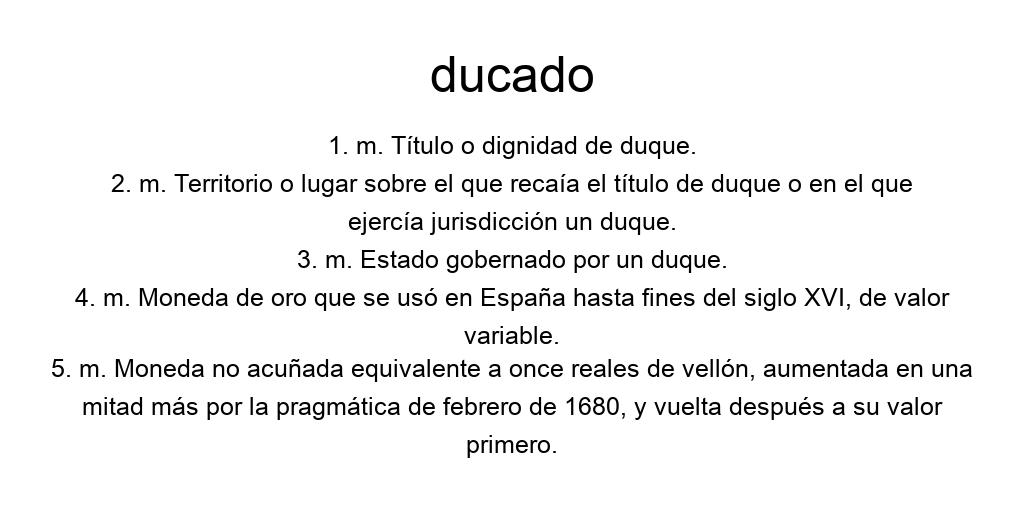 ducado
1. m. Título o dignidad de duque.
2. m. Territorio o lugar sobre el que recaía el título de duque o en el que
ejercía jurisdicción un duque.
3. m. Estado gobernado por un duque.
4. m. Moneda de oro que se usó en España hasta fines del siglo XVI, de valor
variable.
5. m. Moneda no acuñada equivalente a once reales de vellón, aumentada en una
mitad más por la pragmática de febrero de 1680, y vuelta después a su valor
primero.